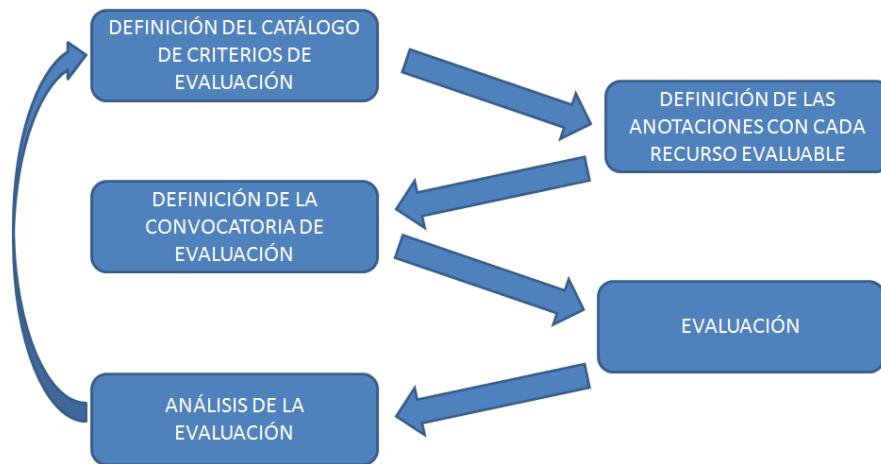 DEFINICIÓN DEL CATÁLOGO
DE CRITERIOS DE
EVALUACIÓN
DEFINICIÓN DE LAS
ANOTACIONES CON CADA
RECURSO EVALUABLE
DEFINICIÓN DE LA
CONVOCATORIA DE
EVALUACIÓN
EVALUACIÓN
ANÁLISIS DE LA
EVALUACIÓN